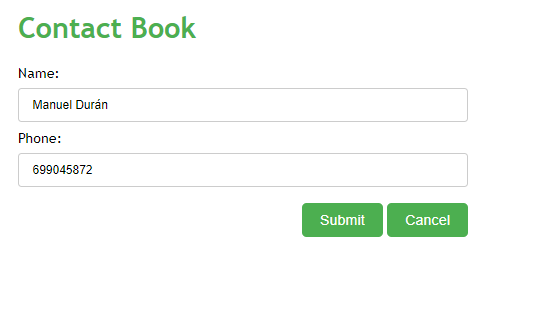 Contact Book
Name:
Manuel Durán
Phone:
699045872
Submit Cancel